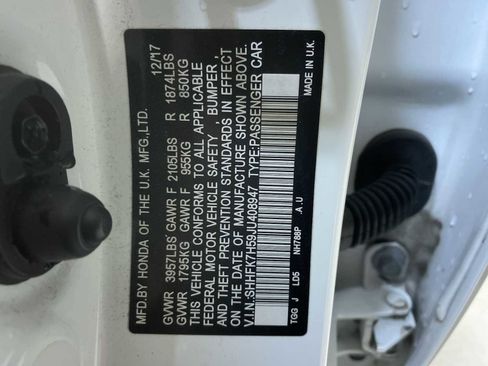 MFD.BY HONDA OF THE U.K. MFG.,LTD. 12/17
GVWR 3957LBS GAWR F 2105LBS R 1874LBS
GVWR 1795KG GAWR F 955KG R 850KG
THIS VEHICLE CONFORMS TO ALL APPLICABLE
FEDERAL MOTOR VEHICLE SAFETY , BUMPER ,
AND THEFT PREVENTION STANDARDS IN EFFECT
ON THE DATE OF MANUFACTURE SHOWN ABOVE.
V.I.N.:SHHFK7H59JU408947 TYPE:PASSENGER CAR
TGG J LD5 NH788P .A .U MADE IN U.K.